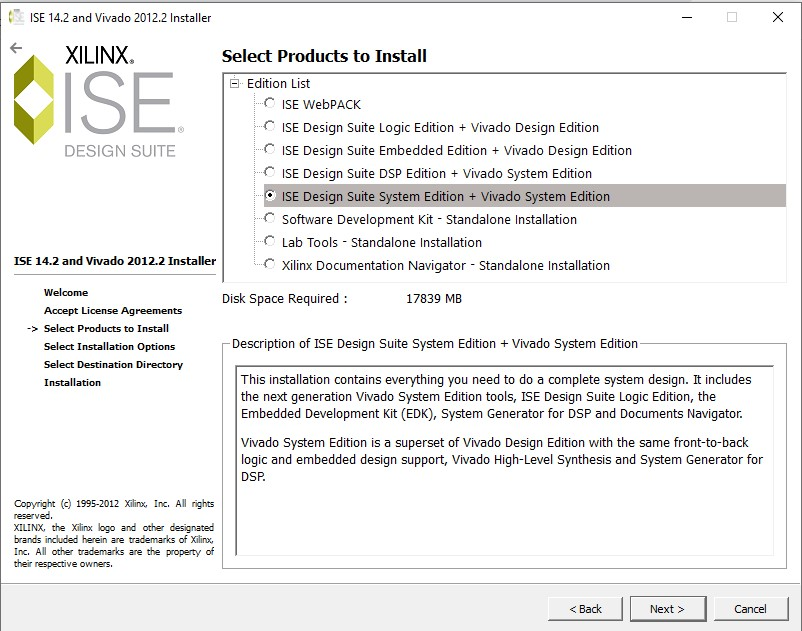 ISE 14.2 and Vivado 2012.2 Installer
XILINX®
ISE®
DESIGN SUITE
Select Products to Install
Edition List
ISE WebPACK
ISE Design Suite Logic Edition + Vivado Design Edition
ISE Design Suite Embedded Edition + Vivado Design Edition
ISE Design Suite DSP Edition + Vivado System Edition
ISE Design Suite System Edition + Vivado System Edition
Software Development Kit - Standalone Installation
Lab Tools - Standalone Installation
Xilinx Documentation Navigator - Standalone Installation
ISE 14.2 and Vivado 2012.2 Installer
Welcome
Accept License Agreements
-> Select Products to Install
Select Installation Options
Select Destination Directory
Installation
Disk Space Required : 17839 MB
Description of ISE Design Suite System Edition + Vivado System Edition
This installation contains everything you need to do a complete system design. It includes
the next generation Vivado System Edition tools, ISE Design Suite Logic Edition, the
Embedded Development Kit (EDK), System Generator for DSP and Documents Navigator.
Vivado System Edition is a superset of Vivado Design Edition with the same front-to-back
logic and embedded design support, Vivado High-Level Synthesis and System Generator for
DSP.
Copyright (c) 1995-2012 Xilinx, Inc. All rights
reserved.
XILINX, the Xilinx logo and other designated
brands included herein are trademarks of Xilinx,
Inc. All other trademarks are the property of
their respective owners.
< Back
Next >
Cancel